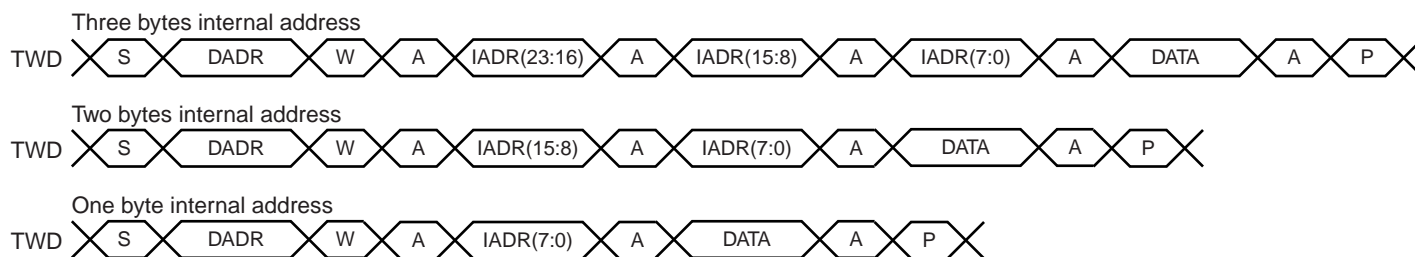 Three bytes internal address
TWD S DADR W A IADR(23:16) A IADR(15:8) A IADR(7:0) A DATA A P
Two bytes internal address
TWD S DADR W A IADR(15:8) A IADR(7:0) A DATA A P
One byte internal address
TWD S DADR W A IADR(7:0) A DATA A P